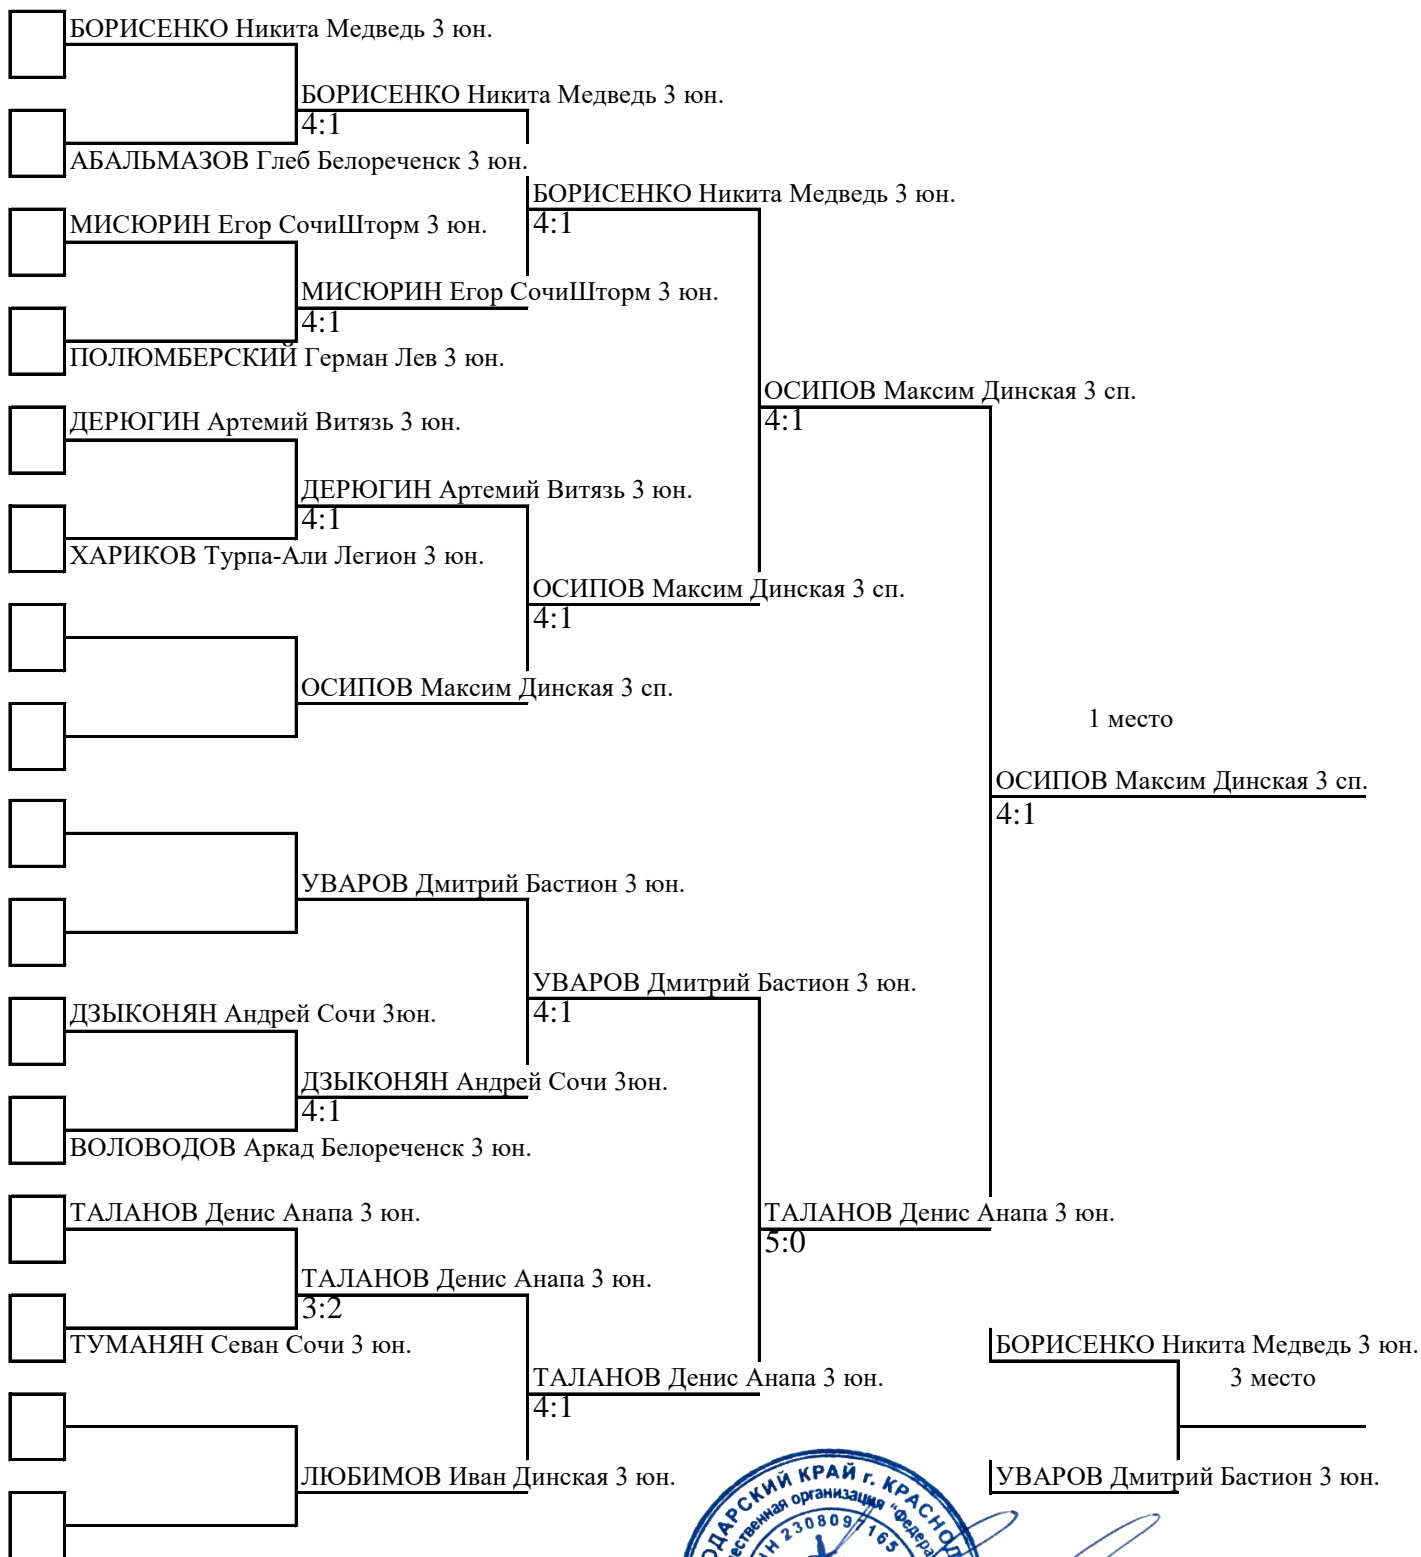 БОРИСЕНКО Никита Медведь 3 юн.
БОРИСЕНКО Никита Медведь 3 юн.
4:1
АБАЛЬМАЗОВ Глеб Белореченск 3 юн.
БОРИСЕНКО Никита Медведь 3 юн.
4:1
МИСЮРИН Егор СочиШторм 3 юн.
МИСЮРИН Егор СочиШторм 3 юн.
4:1
ПОЛЮМБЕРСКИЙ Герман Лев 3 юн.
ОСИПОВ Максим Динская 3 сп.
4:1
ДЕРЮГИН Артемий Витязь 3 юн.
ДЕРЮГИН Артемий Витязь 3 юн.
4:1
ХАРИКОВ Турпа-Али Легион 3 юн.
ОСИПОВ Максим Динская 3 сп.
4:1
ОСИПОВ Максим Динская 3 сп.
1 место
ОСИПОВ Максим Динская 3 сп.
4:1
УВАРОВ Дмитрий Бастион 3 юн.
УВАРОВ Дмитрий Бастион 3 юн.
4:1
ДЗЫКОНЯН Андрей Сочи 3юн.
ДЗЫКОНЯН Андрей Сочи 3юн.
4:1
ВОЛОВОДОВ Аркад Белореченск 3 юн.
ТАЛАНОВ Денис Анапа 3 юн.
ТАЛАНОВ Денис Анапа 3 юн.
5:0
ТАЛАНОВ Денис Анапа 3 юн.
3:2
ТУМАНЯН Севан Сочи 3 юн.
БОРИСЕНКО Никита Медведь 3 юн.
3 место
ТАЛАНОВ Денис Анапа 3 юн.
4:1
ЛЮБИМОВ Иван Динская 3 юн.
УВАРОВ Дмитрий Бастион 3 юн.
КРАЙ г.
организация